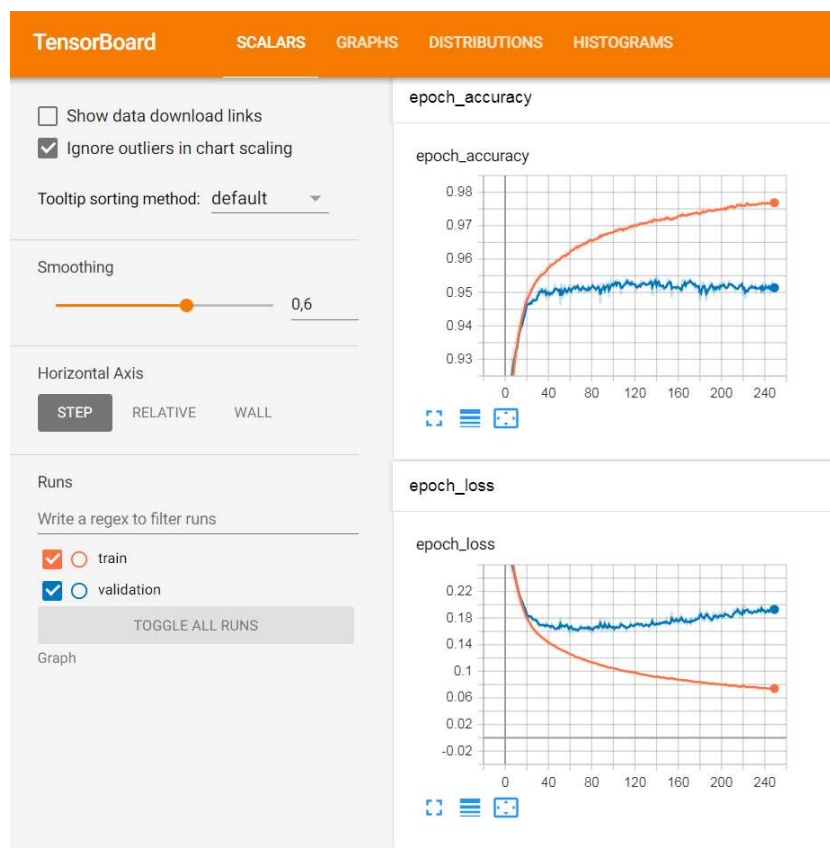 TensorBoard SCALARS GRAPHS DISTRIBUTIONS HISTOGRAMS
Show data download links
Ignore outliers in chart scaling
Tooltip sorting method: default
Smoothing
0,6
Horizontal Axis
STEP RELATIVE WALL
Runs
Write a regex to filter runs
train
validation
TOGGLE ALL RUNS
Graph
epoch_accuracy
epoch_accuracy
0.98
0.97
0.96
0.95
0.94
0.93
0 40 80 120 160 200 240
epoch_loss
epoch_loss
0.22
0.18
0.14
0.1
0.06
0.02
-0.02
0 40 80 120 160 200 240